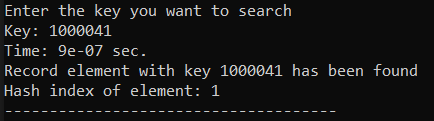 Enter the key you want to search
Key: 1000041
Time: 9e-07 sec.
Record element with key 1000041 has been found
Hash index of element: 1
-------------------------------------